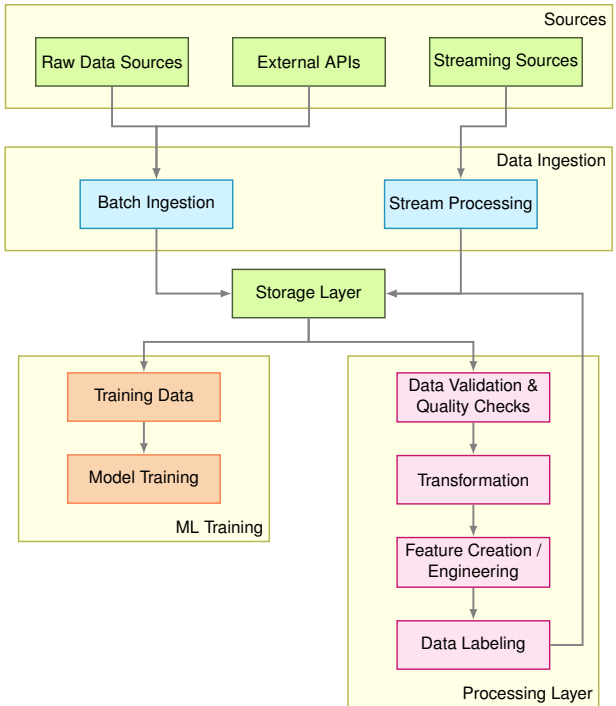 Sources
Raw Data Sources
External APIs
Streaming Sources
Data Ingestion
Batch Ingestion
Stream Processing
Storage Layer
Training Data
Model Training
ML Training
Data Validation &
Quality Checks
Transformation
Feature Creation /
Engineering
Data Labeling
Processing Layer